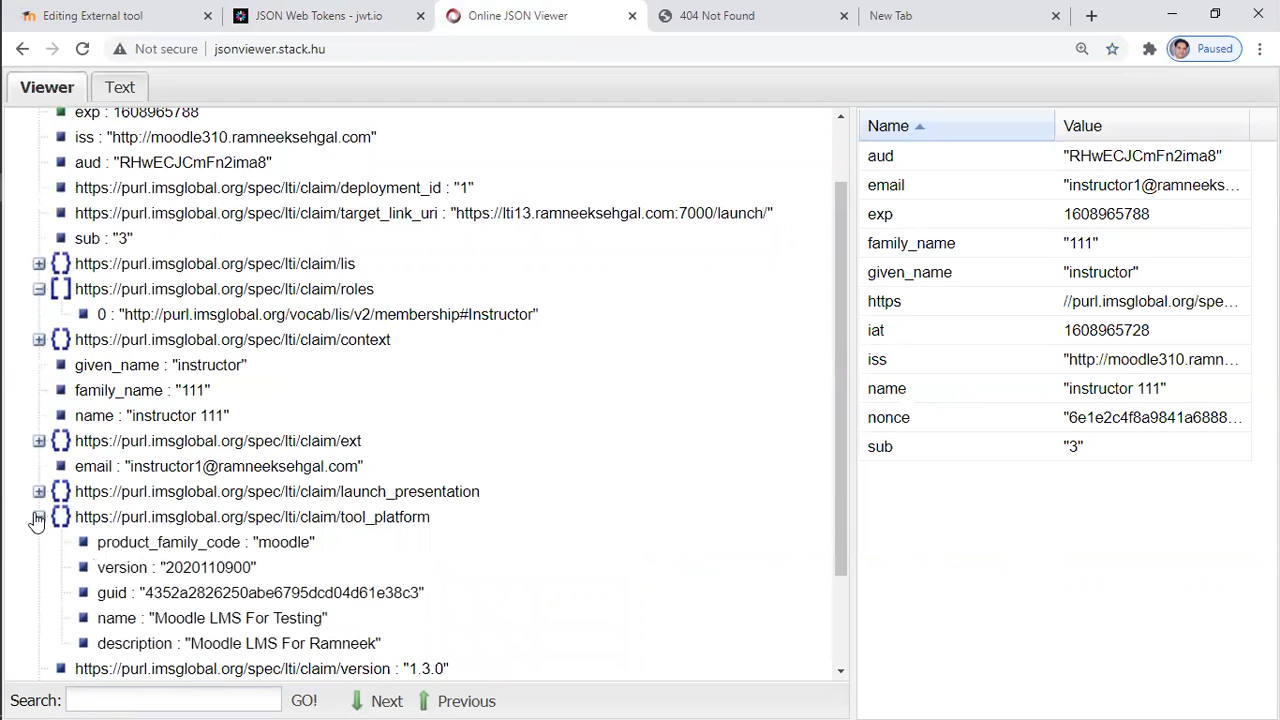 Editing External tool
JSON Web Tokens - jwt.io
Online JSON Viewer
404 Not Found
New Tab
Not secure | jsonviewer.stack.hu
Paused
Viewer
Text
exp : 1608965788
iss : "http://moodle310.ramneeksehgal.com"
aud : "RHwECJCmFn2ima8"
https://purl.imsglobal.org/spec/lti/claim/deployment_id : "1"
https://purl.imsglobal.org/spec/lti/claim/target_link_uri : "https://lti13.ramneeksehgal.com:7000/launch/"
sub : "3"
https://purl.imsglobal.org/spec/lti/claim/lis
https://purl.imsglobal.org/spec/lti/claim/roles
0 : "http://purl.imsglobal.org/vocab/lis/v2/membership#Instructor"
https://purl.imsglobal.org/spec/lti/claim/context
given_name : "instructor"
family_name : "111"
name : "instructor 111"
https://purl.imsglobal.org/spec/lti/claim/ext
email : "instructor1@ramneeksehgal.com"
https://purl.imsglobal.org/spec/lti/claim/launch_presentation
https://purl.imsglobal.org/spec/lti/claim/tool_platform
product_family_code : "moodle"
version : "2020110900"
guid : "4352a2826250abe6795dcd04d61e38c3"
name : "Moodle LMS For Testing"
description : "Moodle LMS For Ramneek"
https://purl.imsglobal.org/spec/lti/claim/version : "1.3.0"
Search:
GO!
Next
Previous
Name
Value
aud "RHwECJCmFn2ima8"
email "instructor1@ramneeks...
exp 1608965788
family_name "111"
given_name "instructor"
https //purl.imsglobal.org/spe...
iat 1608965728
iss "http://moodle310.ramn...
name "instructor 111"
nonce "6e1e2c4f8a9841a6888...
sub "3"